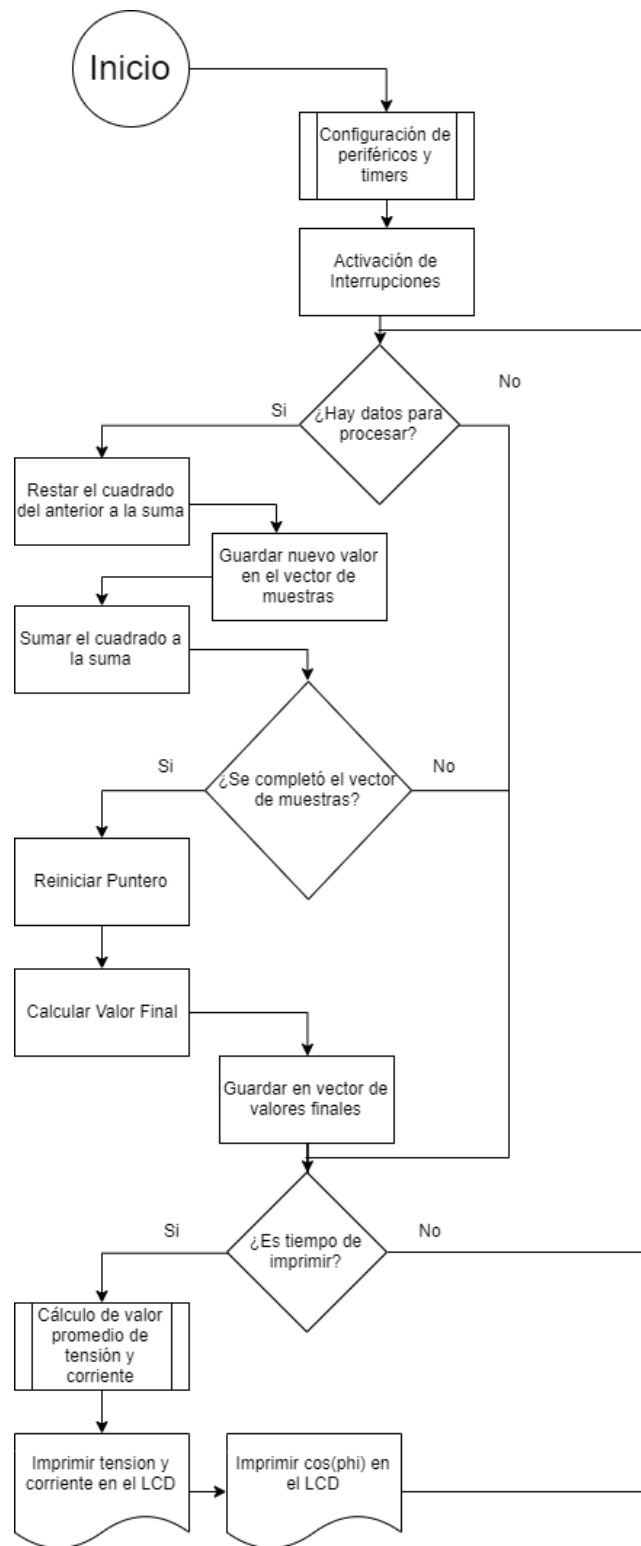 Inicio
Configuración de
periféricos y
timers
Activación de
Interrupciones
¿Hay datos para
procesar?
Si
No
Restar el cuadrado
del anterior a la suma
Guardar nuevo valor
en el vector de
muestras
Sumar el cuadrado a
la suma
¿Se completó el vector
de muestras?
Si
No
Reiniciar Puntero
Calcular Valor Final
Guardar en vector de
valores finales
¿Es tiempo de
imprimir?
Si
No
Cálculo de valor
promedio de
tensión y
corriente
Imprimir tension y
corriente en el LCD
Imprimir cos(phi) en
el LCD